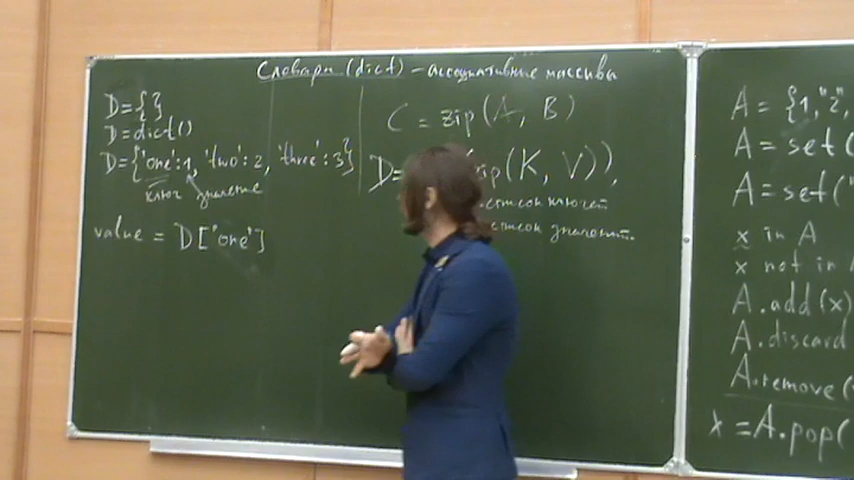 Словари (dict) – ассоциативные массивы
D={}
D=dict()
D={'one':1, 'two':2, 'three':3}
ключ значение
value = D['one']
C = zip(A, B)
D= zip(K, V)),
список ключей
список значений.
A = {1, "2",
A = set(
A = set("
x in A
x not in A
A.add(x)
A.discard
A.remove(
x = A.pop(